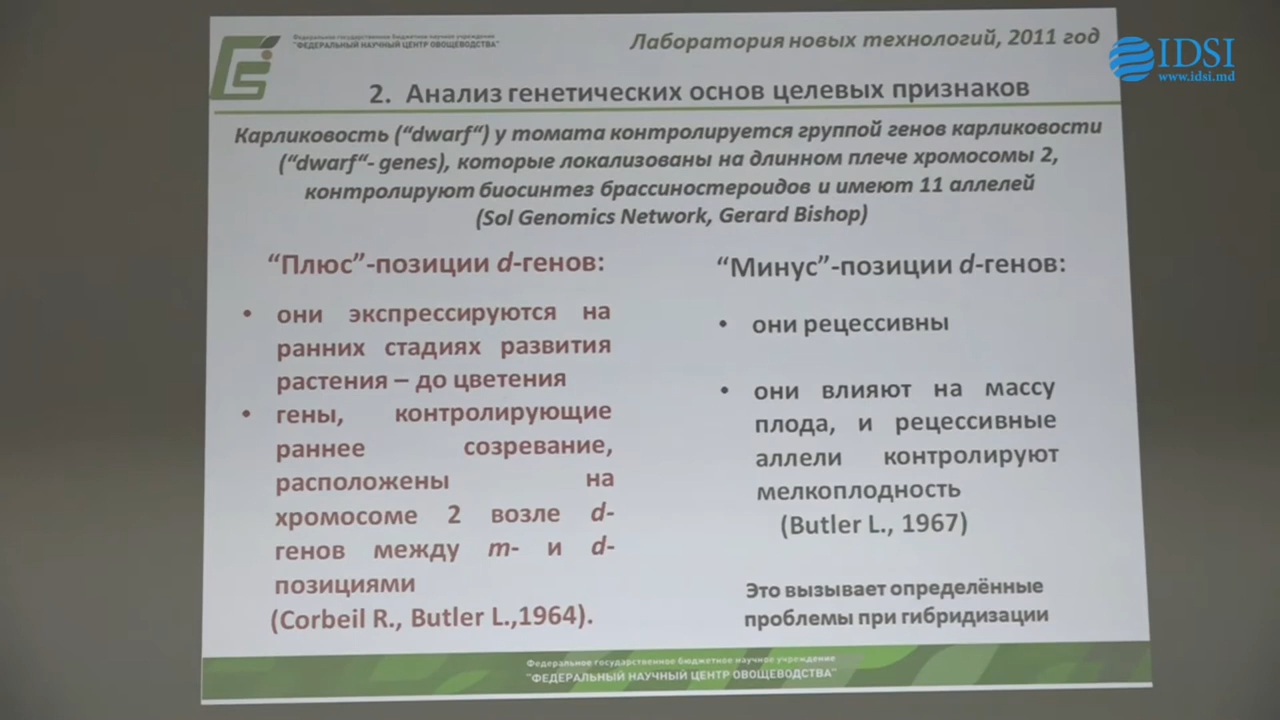 Федеральное государственное бюджетное научное учреждение
"ФЕДЕРАЛЬНЫЙ НАУЧНЫЙ ЦЕНТР ОВОЩЕВОДСТВА"
Лаборатория новых технологий, 2011 год
IDSI
www.idsi.md
2. Анализ генетических основ целевых признаков
Карликовость (“dwarf“) у томата контролируется группой генов карликовости
(“dwarf“- genes), которые локализованы на длинном плече хромосомы 2,
контролируют биосинтез брассиностероидов и имеют 11 аллелей
(Sol Genomics Network, Gerard Bishop)
“Плюс”-позиции d-генов:
• они экспрессируются на
ранних стадиях развития
растения – до цветения
• гены, контролирующие
раннее созревание,
расположены на
хромосоме 2 возле d-
генов между m- и d-
позициями
(Corbeil R., Butler L.,1964).
“Минус”-позиции d-генов:
• они рецессивны
• они влияют на массу
плода, и рецессивные
аллели контролируют
мелкоплодность
(Butler L., 1967)
Это вызывает определённые
проблемы при гибридизации
Федеральное государственное бюджетное научное учреждение
"ФЕДЕРАЛЬНЫЙ НАУЧНЫЙ ЦЕНТР ОВОЩЕВОДСТВА"